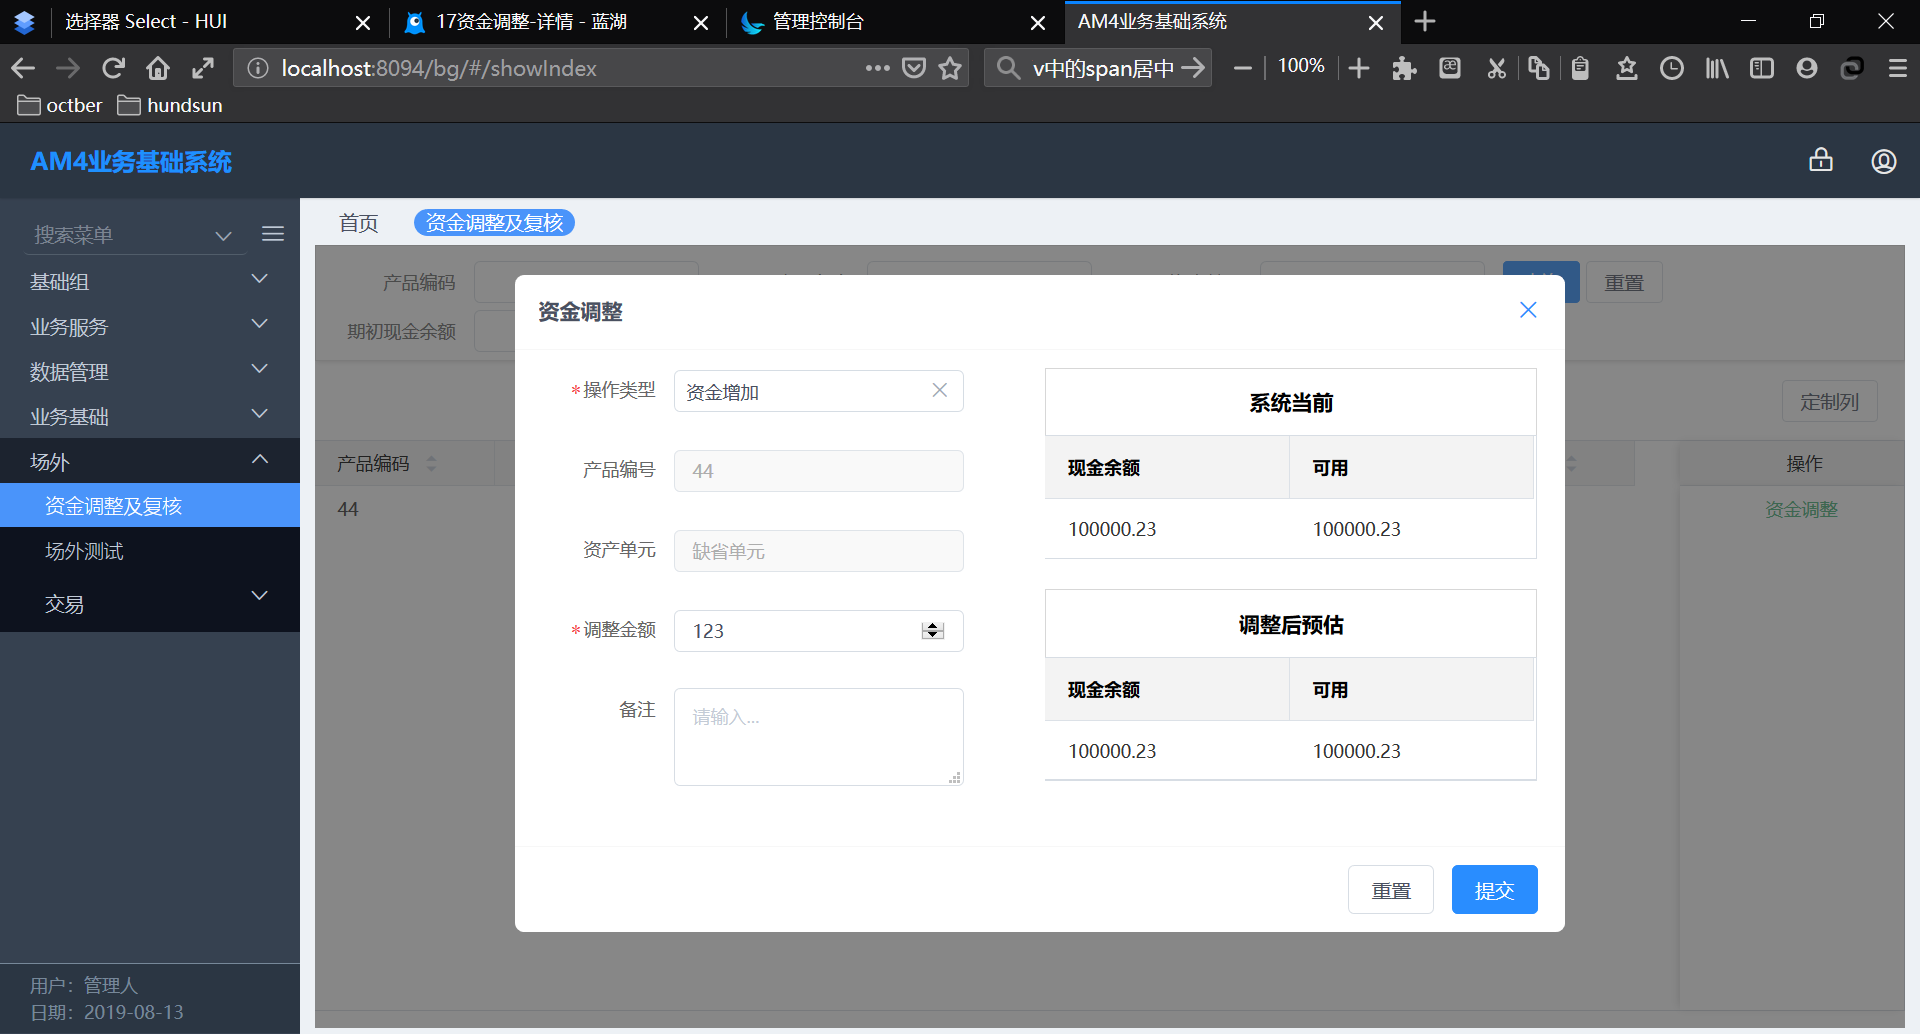 选择器 Select - HUI
17资金调整-详情 - 蓝湖
管理控制台
AM4业务基础系统
localhost:8094/bg/#/showIndex
v中的span居中
100%
octber
hundsun
AM4业务基础系统
搜索菜单
基础组
业务服务
数据管理
业务基础
场外
资金调整及复核
场外测试
交易
用户：管理人
日期：2019-08-13
首页
资金调整及复核
产品编码
重置
期初现金余额
定制列
产品编码
操作
44
资金调整
资金调整
*操作类型
资金增加
产品编号
44
资产单元
缺省单元
*调整金额
123
备注
请输入...
系统当前
现金余额 可用
100000.23 100000.23
调整后预估
现金余额 可用
100000.23 100000.23
重置
提交